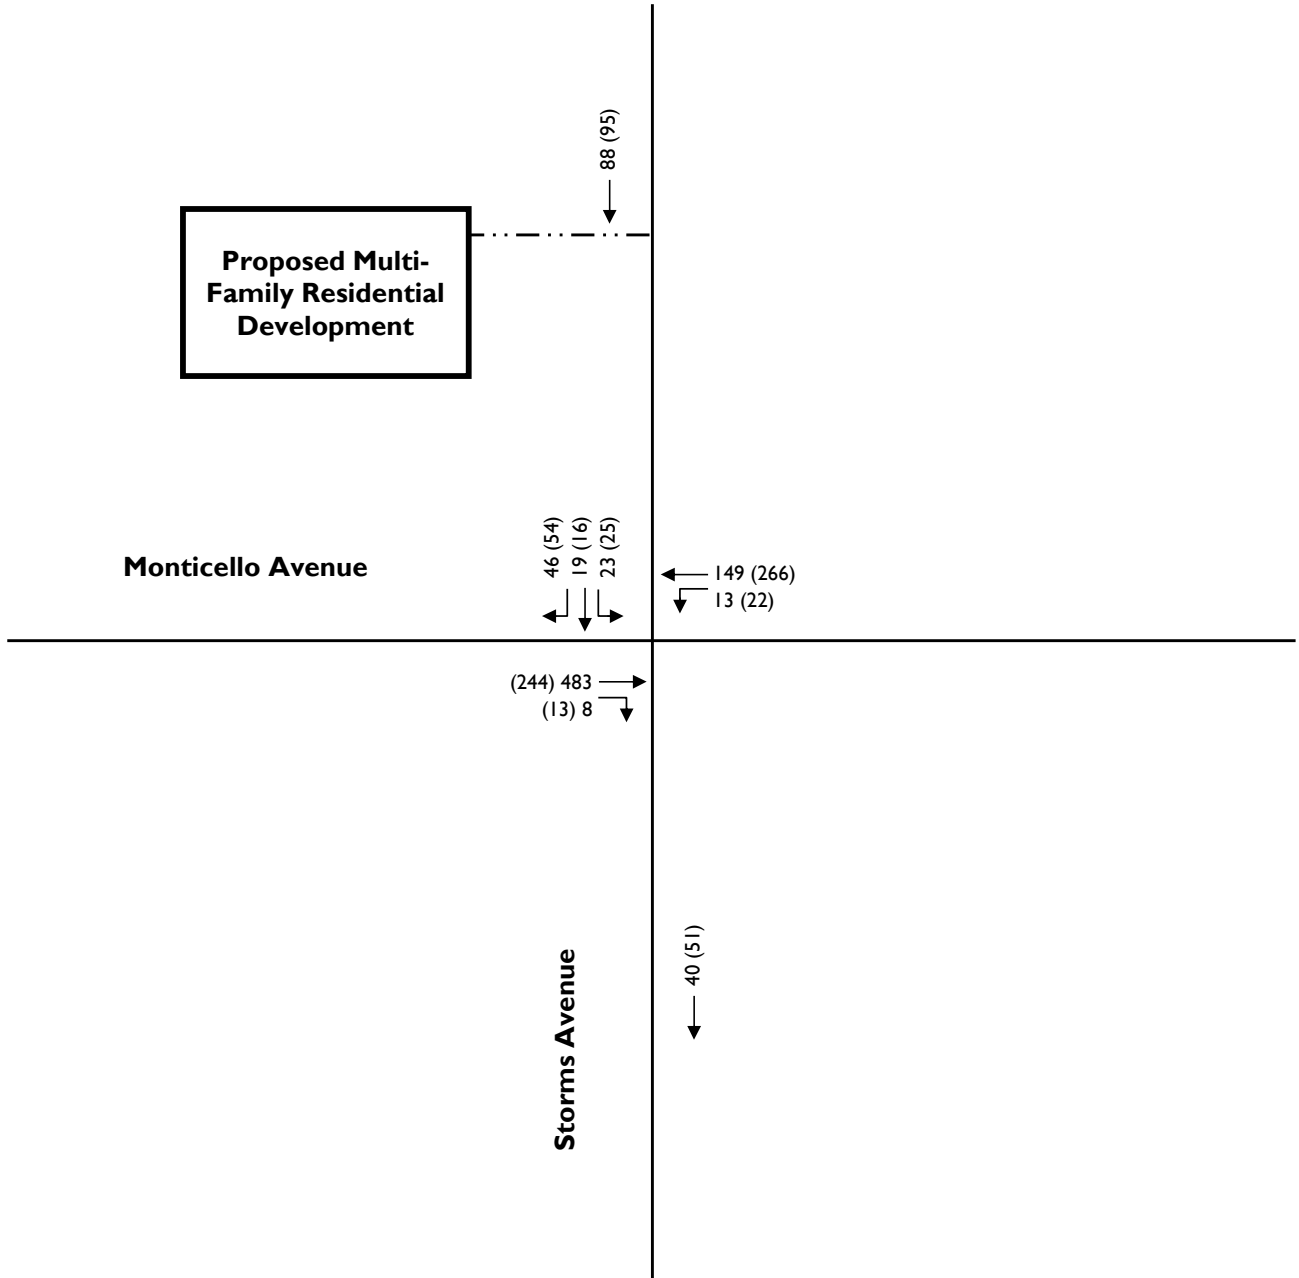 88 (95)
Proposed Multi-
Family Residential
Development
46 (54)
19 (16)
23 (25)
Monticello Avenue
149 (266)
13 (22)
(244) 483
(13) 8
40 (51)
Storms Avenue